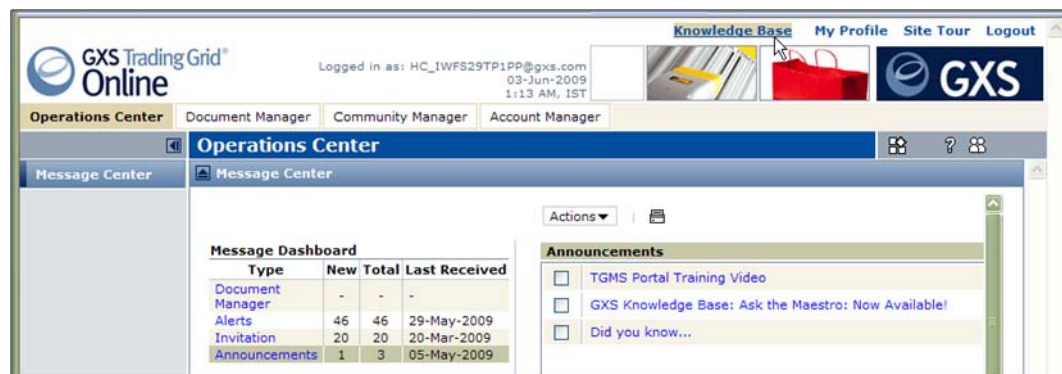 Knowledge Base My Profile Site Tour Logout
GXS Trading Grid®
Online
Logged in as: HC_IWFS29TP1PP@gxs.com
03-Jun-2009
1:13 AM, IST
GXS
Operations Center Document Manager Community Manager Account Manager
Operations Center
Message Center
Message Center
Actions
Message Dashboard
Type New Total Last Received
Document Manager - - -
Alerts 46 46 29-May-2009
Invitation 20 20 20-Mar-2009
Announcements 1 3 05-May-2009
Announcements
TGMS Portal Training Video
GXS Knowledge Base: Ask the Maestro: Now Available!
Did you know...